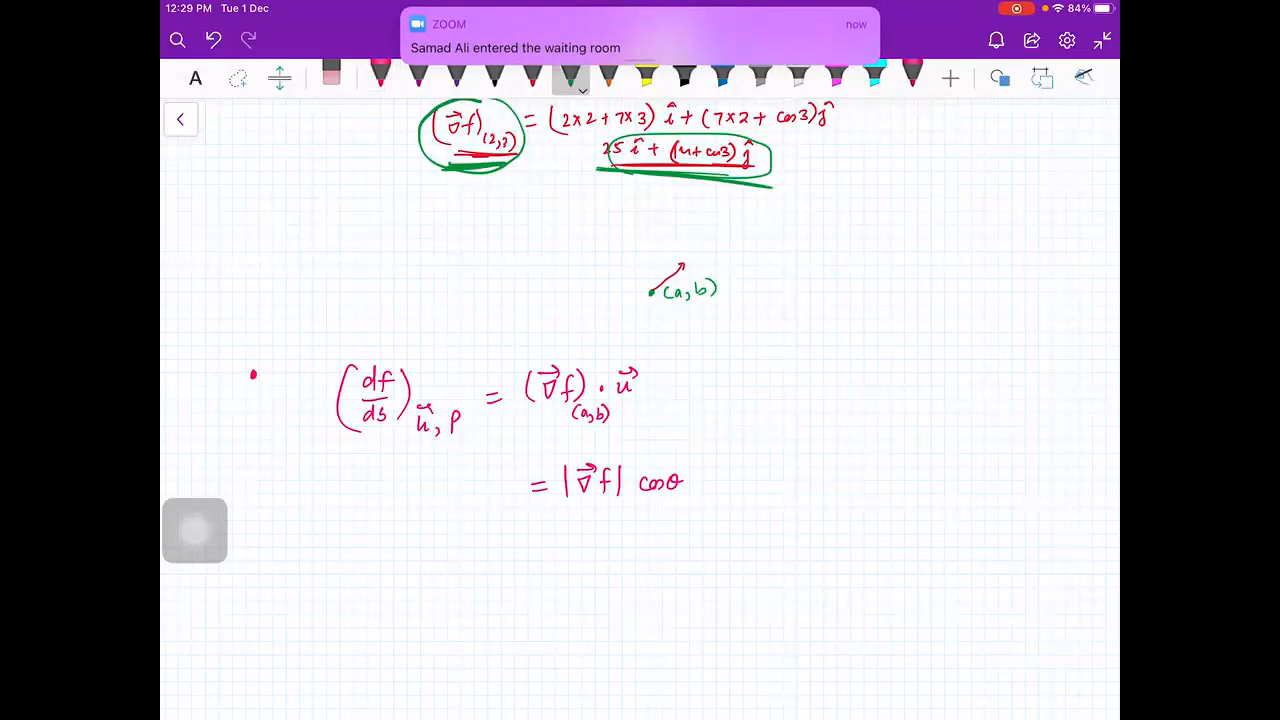 12:29 PM Tue 1 Dec
84%
ZOOM now
Samad Ali entered the waiting room
A
(∇⃗f)(2,3) = (2×2+7×3) î + (7×2 + cos3) ĵ
25 î + (14+cos3) ĵ
(a,b)
• (df/ds)u⃗, P = (∇⃗f)(a,b) · u⃗
= |∇⃗f| cosθ